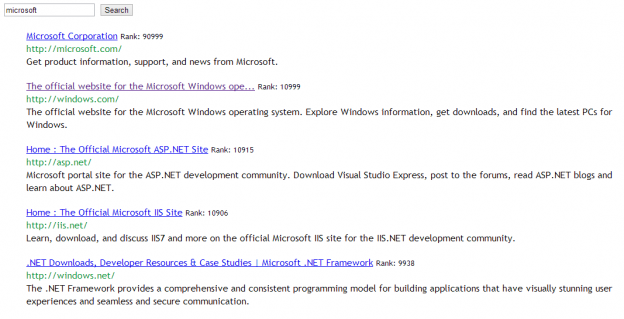 microsoft Search
Microsoft Corporation Rank: 90999
http://microsoft.com/
Get product information, support, and news from Microsoft.
The official website for the Microsoft Windows ope... Rank: 10999
http://windows.com/
The official website for the Microsoft Windows operating system. Explore Windows information, get downloads, and find the latest PCs for
Windows.
Home : The Official Microsoft ASP.NET Site Rank: 10915
http://asp.net/
Microsoft portal site for the ASP.NET development community. Download Visual Studio Express, post to the forums, read ASP.NET blogs and
learn about ASP.NET.
Home : The Official Microsoft IIS Site Rank: 10906
http://iis.net/
Learn, download, and discuss IIS7 and more on the official Microsoft IIS site for the IIS.NET development community.
.NET Downloads, Developer Resources & Case Studies | Microsoft .NET Framework Rank: 9938
http://windows.net/
The .NET Framework provides a comprehensive and consistent programming model for building applications that have visually stunning user
experiences and seamless and secure communication.